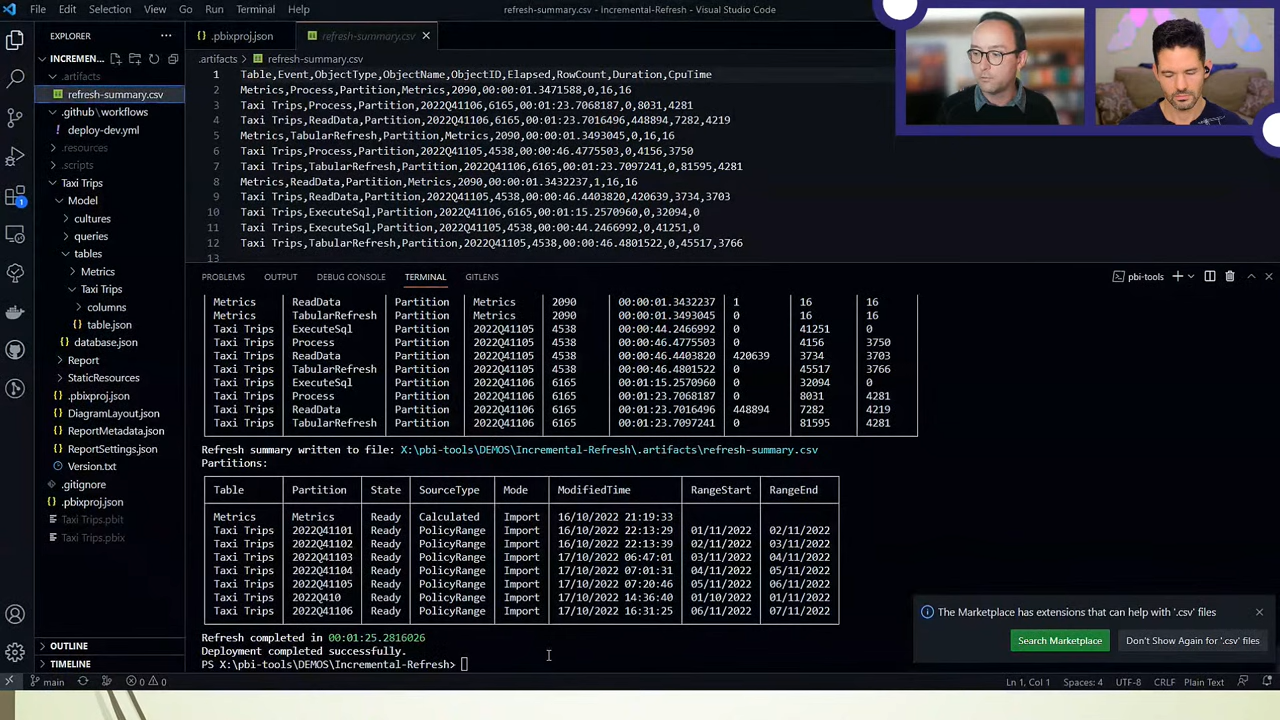 File Edit Selection View Go Run Terminal Help
refresh-summary.csv - Incremental-Refresh - Visual Studio Code
EXPLORER
INCREMEN...
.artifacts
refresh-summary.csv
.github\workflows
deploy-dev.yml
.resources
.scripts
Taxi Trips
Model
cultures
queries
tables
Metrics
Taxi Trips
columns
table.json
database.json
Report
StaticResources
.pbixproj.json
DiagramLayout.json
ReportMetadata.json
ReportSettings.json
Version.txt
.gitignore
.pbixproj.json
Taxi Trips.pbit
Taxi Trips.pbix
OUTLINE
TIMELINE
.pbixproj.json refresh-summary.csv
.artifacts > refresh-summary.csv
1 Table,Event,ObjectType,ObjectName,ObjectID,Elapsed,RowCount,Duration,CpuTime
2 Metrics,Process,Partition,Metrics,2090,00:00:01.3471588,0,16,16
3 Taxi Trips,Process,Partition,2022Q41106,6165,00:01:23.7068187,0,8031,4281
4 Taxi Trips,ReadData,Partition,2022Q41106,6165,00:01:23.7016496,448894,7282,4219
5 Metrics,TabularRefresh,Partition,Metrics,2090,00:00:01.3493045,0,16,16
6 Taxi Trips,Process,Partition,2022Q41105,4538,00:00:46.4775503,0,4156,3750
7 Taxi Trips,TabularRefresh,Partition,2022Q41106,6165,00:01:23.7097241,0,81595,4281
8 Metrics,ReadData,Partition,Metrics,2090,00:00:01.3432237,1,16,16
9 Taxi Trips,ReadData,Partition,2022Q41105,4538,00:00:46.4403820,420639,3734,3703
10 Taxi Trips,ExecuteSql,Partition,2022Q41106,6165,00:01:15.2570960,0,32094,0
11 Taxi Trips,ExecuteSql,Partition,2022Q41105,4538,00:00:44.2466992,0,41251,0
12 Taxi Trips,TabularRefresh,Partition,2022Q41105,4538,00:00:46.4801522,0,45517,3766
13
PROBLEMS OUTPUT DEBUG CONSOLE TERMINAL GITLENS
pbi-tools
Metrics ReadData Partition Metrics 2090 00:00:01.3432237 1 16 16
Metrics TabularRefresh Partition Metrics 2090 00:00:01.3493045 0 16 16
Taxi Trips ExecuteSql Partition 2022Q41105 4538 00:00:44.2466992 0 41251 0
Taxi Trips Process Partition 2022Q41105 4538 00:00:46.4775503 0 4156 3750
Taxi Trips ReadData Partition 2022Q41105 4538 00:00:46.4403820 420639 3734 3703
Taxi Trips TabularRefresh Partition 2022Q41105 4538 00:00:46.4801522 0 45517 3766
Taxi Trips ExecuteSql Partition 2022Q41106 6165 00:01:15.2570960 0 32094 0
Taxi Trips Process Partition 2022Q41106 6165 00:01:23.7068187 0 8031 4281
Taxi Trips ReadData Partition 2022Q41106 6165 00:01:23.7016496 448894 7282 4219
Taxi Trips TabularRefresh Partition 2022Q41106 6165 00:01:23.7097241 0 81595 4281
Refresh summary written to file: X:\pbi-tools\DEMOS\Incremental-Refresh\.artifacts\refresh-summary.csv
Partitions:
Table Partition State SourceType Mode ModifiedTime RangeStart RangeEnd
Metrics Metrics Ready Calculated Import 16/10/2022 21:19:33
Taxi Trips 2022Q41101 Ready PolicyRange Import 16/10/2022 22:13:29 01/11/2022 02/11/2022
Taxi Trips 2022Q41102 Ready PolicyRange Import 16/10/2022 22:13:39 02/11/2022 03/11/2022
Taxi Trips 2022Q41103 Ready PolicyRange Import 17/10/2022 06:47:01 03/11/2022 04/11/2022
Taxi Trips 2022Q41104 Ready PolicyRange Import 17/10/2022 07:01:31 04/11/2022 05/11/2022
Taxi Trips 2022Q41105 Ready PolicyRange Import 17/10/2022 07:20:46 05/11/2022 06/11/2022
Taxi Trips 2022Q410 Ready PolicyRange Import 17/10/2022 14:36:40 01/10/2022 01/11/2022
Taxi Trips 2022Q41106 Ready PolicyRange Import 17/10/2022 16:31:25 06/11/2022 07/11/2022
Refresh completed in 00:01:25.2816026
Deployment completed successfully.
PS X:\pbi-tools\DEMOS\Incremental-Refresh>
The Marketplace has extensions that can help with '.csv' files
Search Marketplace Don't Show Again for '.csv' files
main 0 0 Ln 1, Col 1 Spaces: 4 UTF-8 CRLF Plain Text